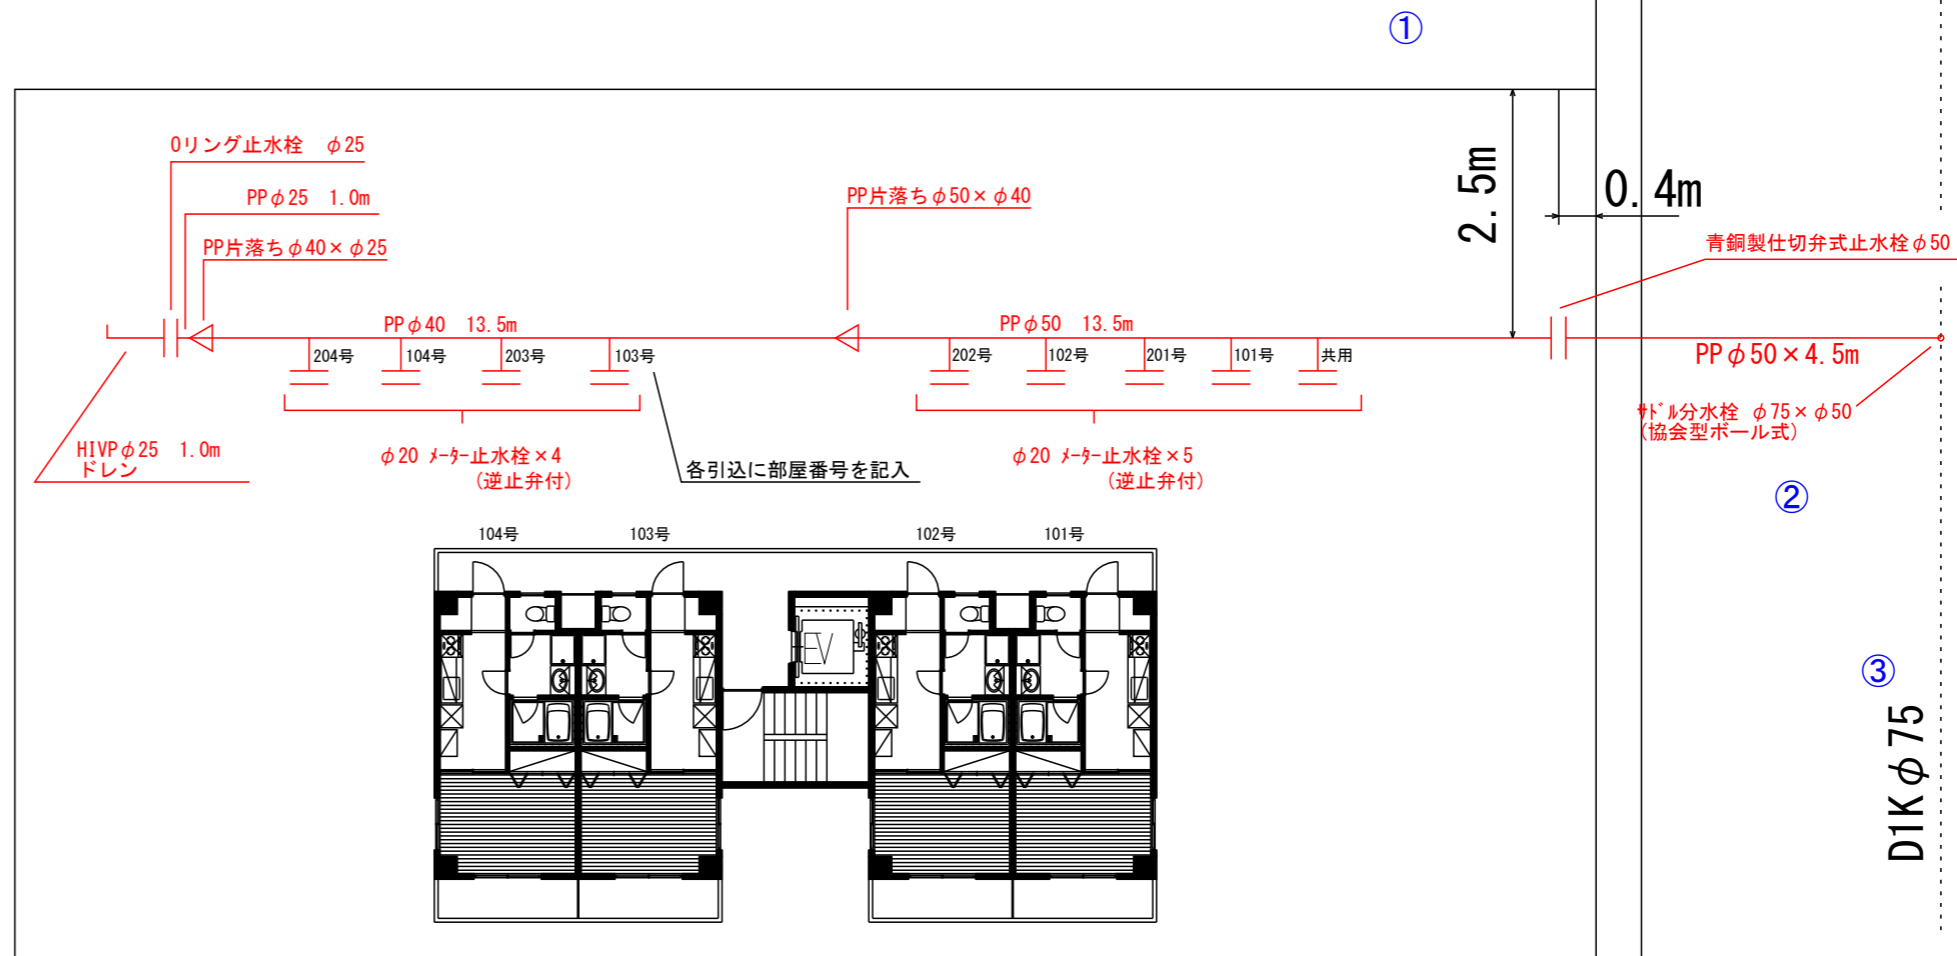 ①
0リング止水栓 φ25
PPφ25 1.0m
PP片落ちφ40×φ25
PP片落ちφ50×φ40
2.5m
0.4m
青銅製仕切弁式止水栓φ50
PPφ40 13.5m
PPφ50 13.5m
204号
104号
203号
103号
202号
102号
201号
101号
共用
PPφ50×4.5m
サドル分水栓 φ75×φ50
(協会型ボール式)
HIVPφ25 1.0m
ドレン
φ20 メーター止水栓×4
(逆止弁付)
各引込に部屋番号を記入
φ20 メーター止水栓×5
(逆止弁付)
②
104号
103号
102号
101号
EV
③
D1Kφ75